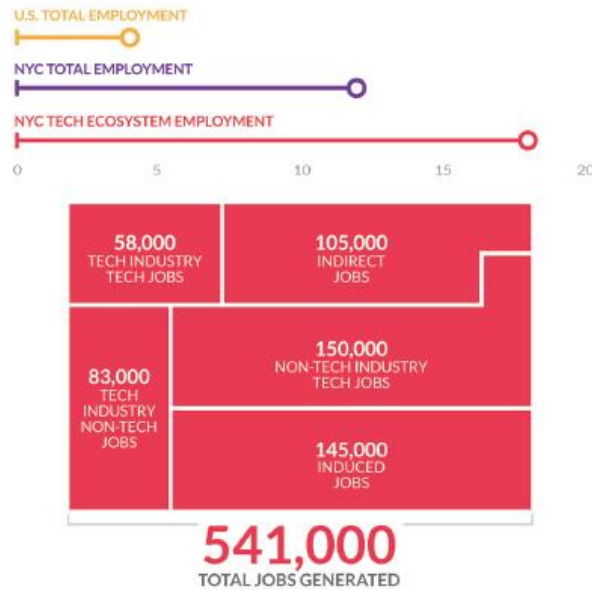 U.S. TOTAL EMPLOYMENT
NYC TOTAL EMPLOYMENT
NYC TECH ECOSYSTEM EMPLOYMENT
0 5 10 15 20
58,000
TECH INDUSTRY
TECH JOBS
105,000
INDIRECT
JOBS
83,000
TECH
INDUSTRY
NON-TECH
JOBS
150,000
NON-TECH INDUSTRY
TECH JOBS
145,000
INDUCED
JOBS
541,000
TOTAL JOBS GENERATED